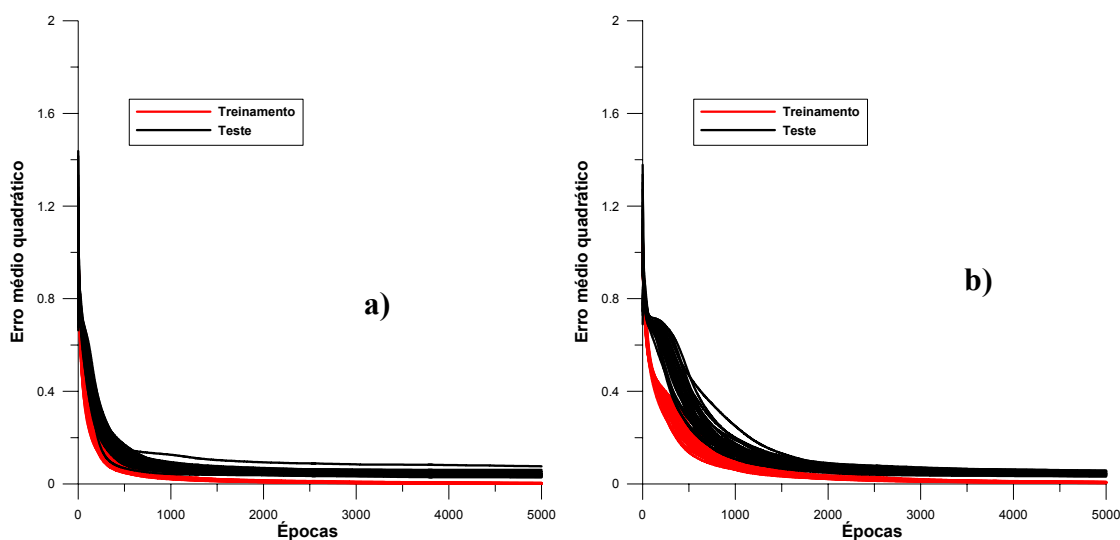 2
1.6
1.2
0.8
0.4
0
Erro médio quadrático
Treinamento
Teste
a)
0
1000
2000
3000
4000
5000
Épocas
2
1.6
1.2
0.8
0.4
0
Erro médio quadrático
Treinamento
Teste
b)
0
1000
2000
3000
4000
5000
Épocas